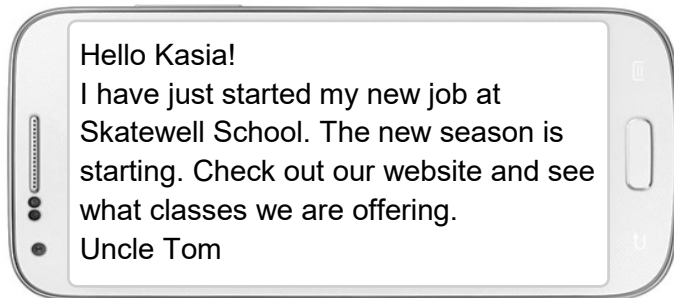 Hello Kasia!
I have just started my new job at
Skatewell School. The new season is
starting. Check out our website and see
what classes we are offering.
Uncle Tom